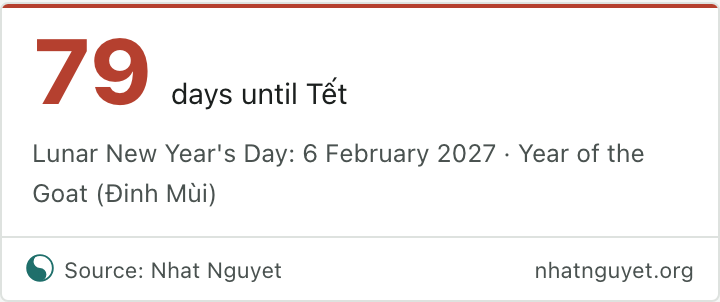 79 days until Tết
Lunar New Year's Day: 6 February 2027 · Year of the
Goat (Đinh Mùi)
Source: Nhat Nguyet
nhatnguyet.org